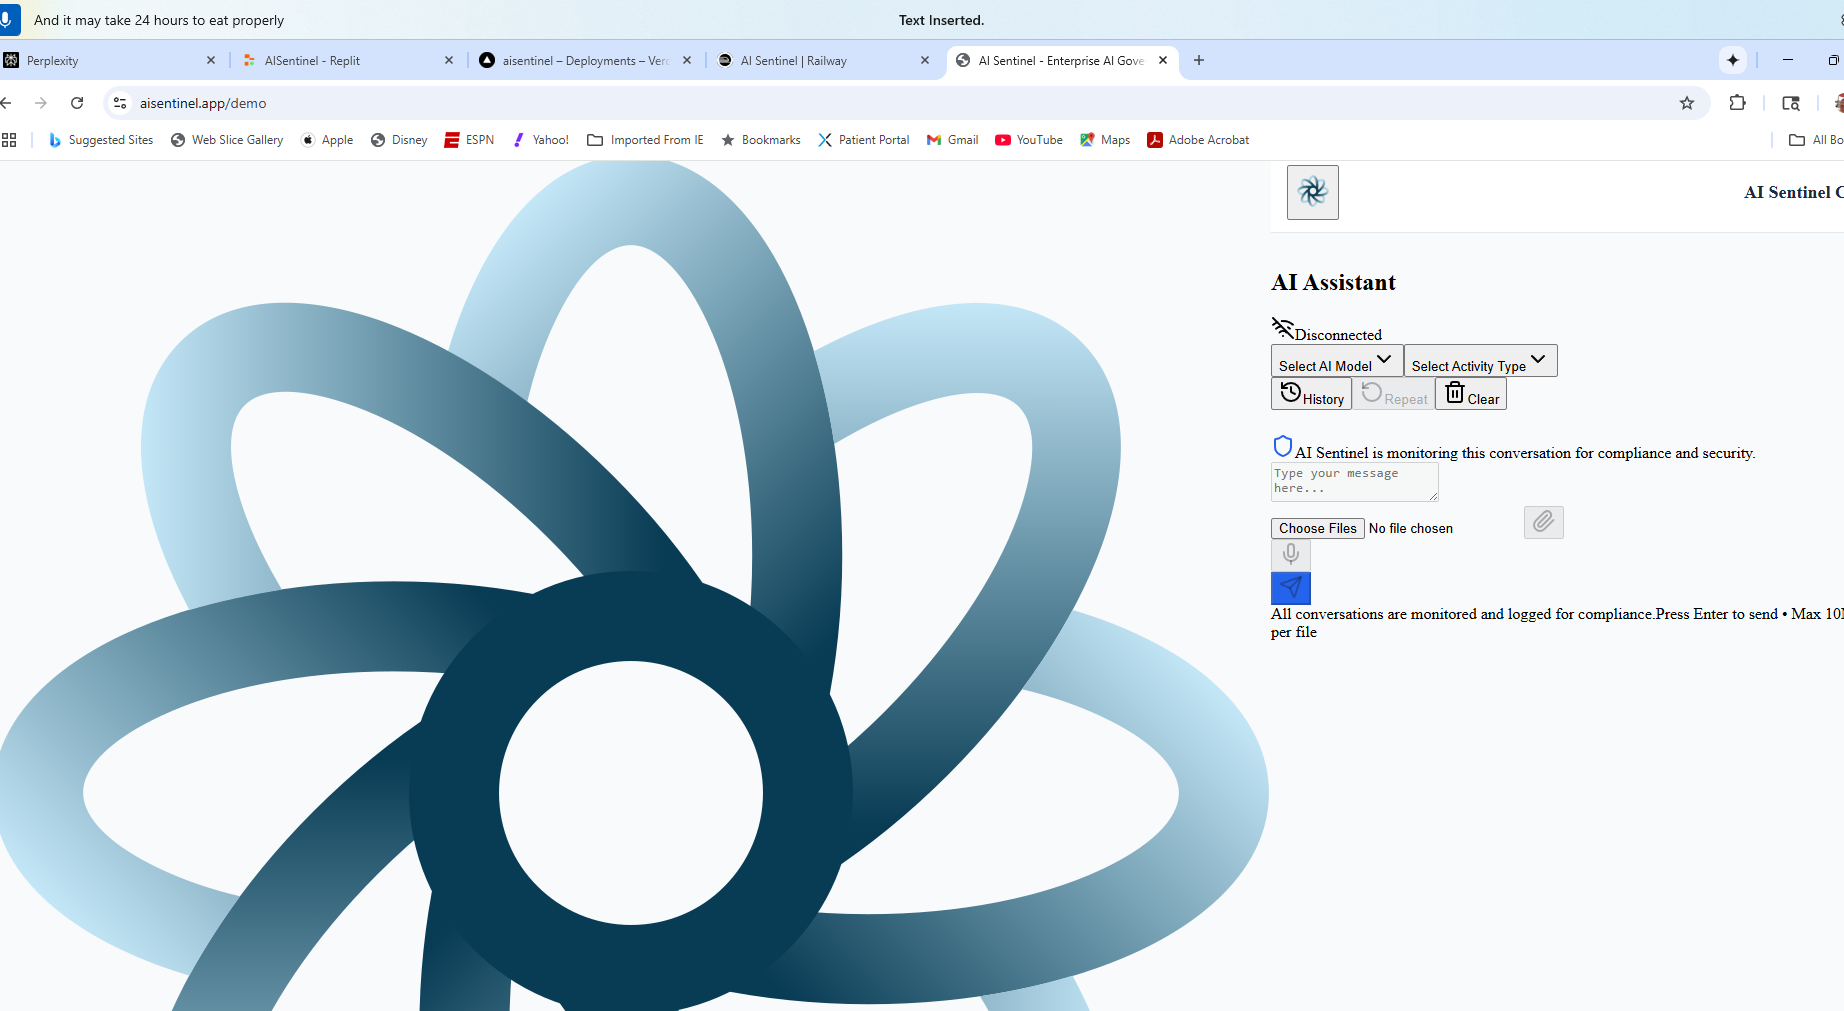 And it may take 24 hours to eat properly
Text Inserted.
Perplexity
AISentinel - Replit
aisentinel – Deployments – Verc
AI Sentinel | Railway
AI Sentinel - Enterprise AI Gove
aisentinel.app/demo
Suggested Sites
Web Slice Gallery
Apple
Disney
ESPN
Yahoo!
Imported From IE
Bookmarks
Patient Portal
Gmail
YouTube
Maps
Adobe Acrobat
All Bo
AI Sentinel C
AI Assistant
Disconnected
Select AI Model
Select Activity Type
History
Repeat
Clear
AI Sentinel is monitoring this conversation for compliance and security.
Type your message
here...
Choose Files No file chosen
All conversations are monitored and logged for compliance.Press Enter to send • Max 10
per file